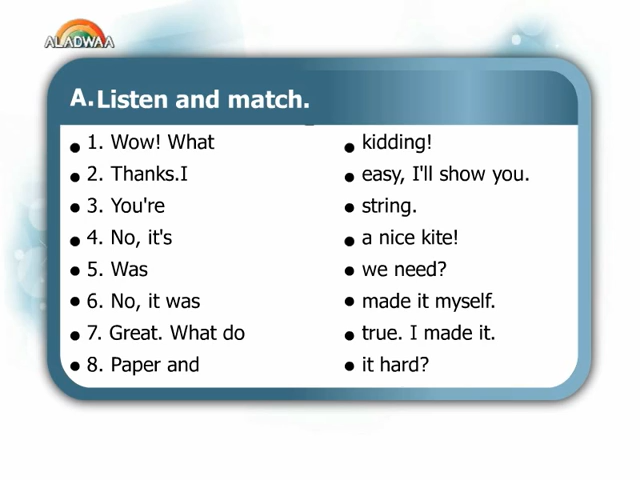 ALADWAA
A. Listen and match.
1. Wow! What
kidding!
2. Thanks.I
easy, I'll show you.
3. You're
string.
4. No, it's
a nice kite!
5. Was
we need?
6. No, it was
made it myself.
7. Great. What do
true. I made it.
8. Paper and
it hard?